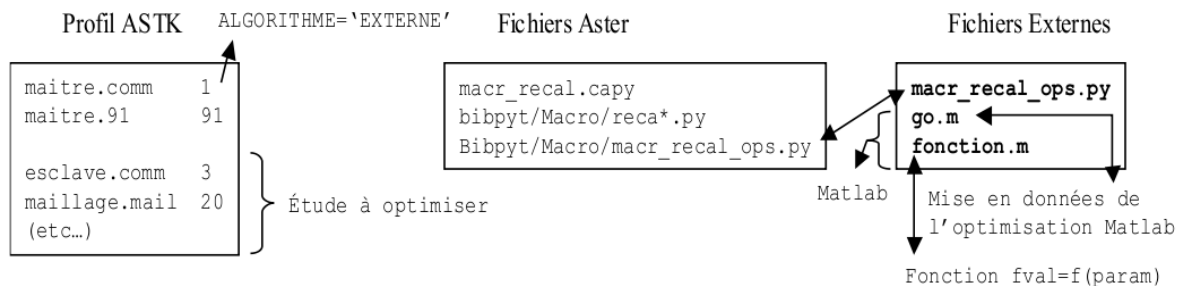 Profil ASTK
ALGORITHME=‘EXTERNE’
Fichiers Aster
Fichiers Externes
maitre.comm 1
maitre.91 91
esclave.comm 3
maillage.mail 20
(etc…)
Étude à optimiser
macr_recal.capy
bibpyt/Macro/reca*.py
Bibpyt/Macro/macr_recal_ops.py
macr_recal_ops.py
go.m
fonction.m
Matlab
Mise en données de
l’optimisation Matlab
Fonction fval=f(param)